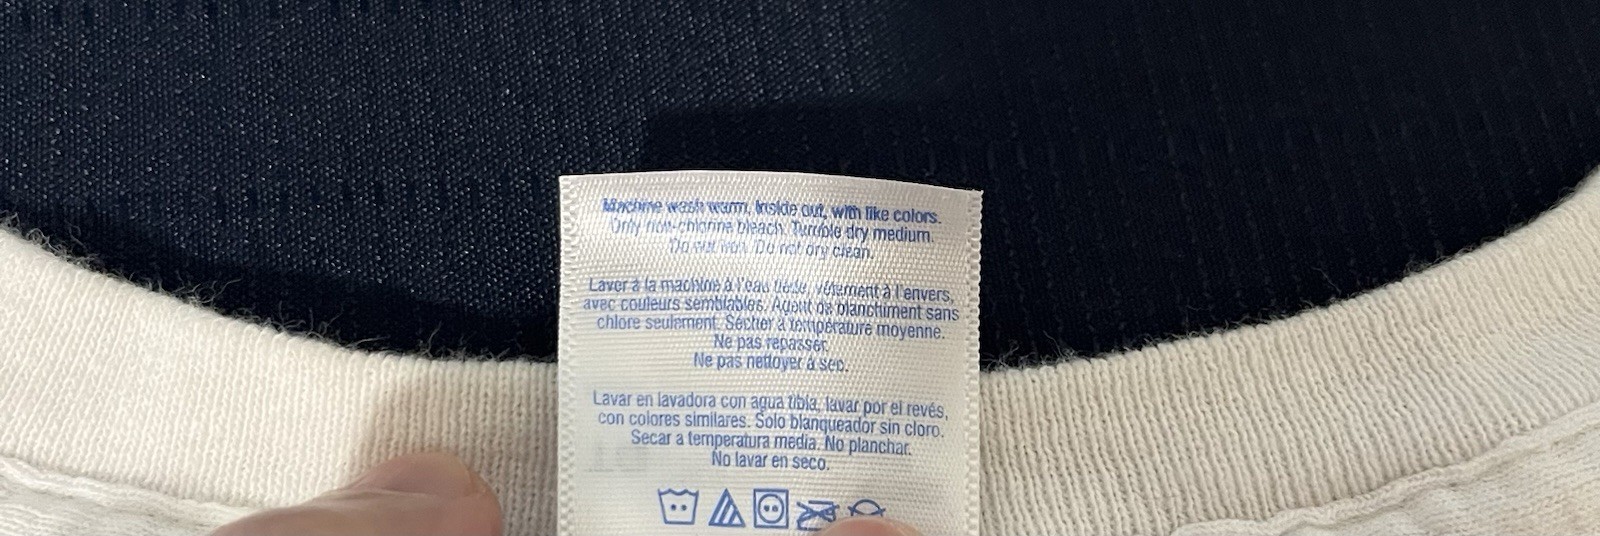 Machine wash warm, inside out, with like colors.
Only non-chlorine bleach. Tumble dry medium.
Do not iron. Do not dry clean.
Laver à la machine à l'eau tiède, vêtement à l'envers,
avec couleurs semblables. Agent de blanchiment sans
chlore seulement. Sécher à température moyenne.
Ne pas repasser.
Ne pas nettoyer à sec.
Lavar en lavadora con agua tibia, lavar por el revés,
con colores similares. Solo blanqueador sin cloro.
Secar a temperatura media. No planchar.
No lavar en seco.